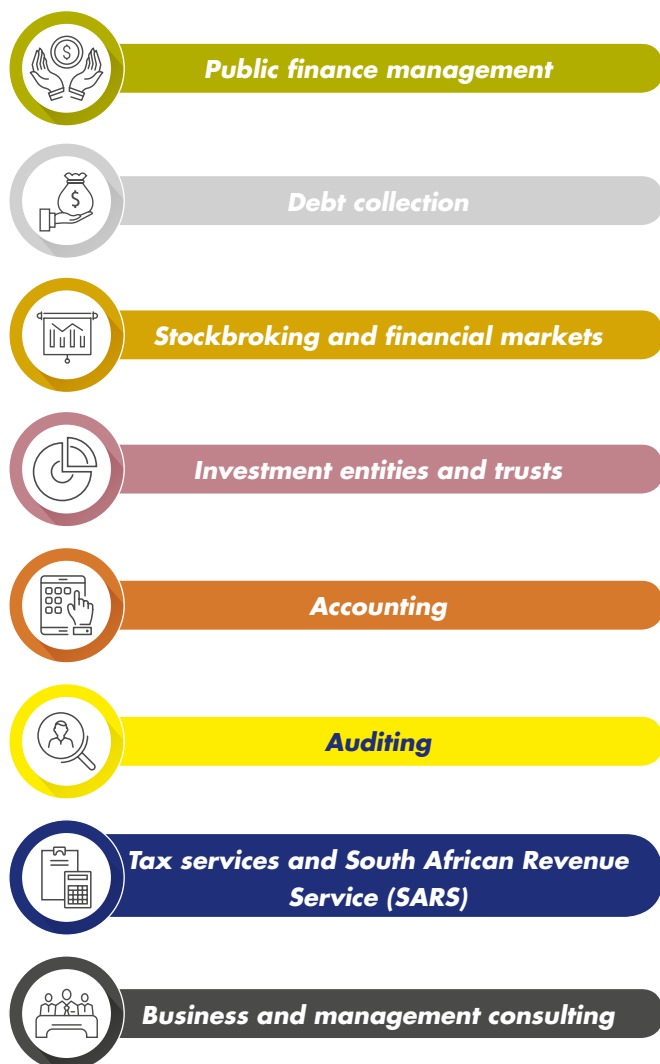 Public finance management
Debt collection
Stockbroking and financial markets
Investment entities and trusts
Accounting
Auditing
Tax services and South African Revenue
Service (SARS)
Business and management consulting